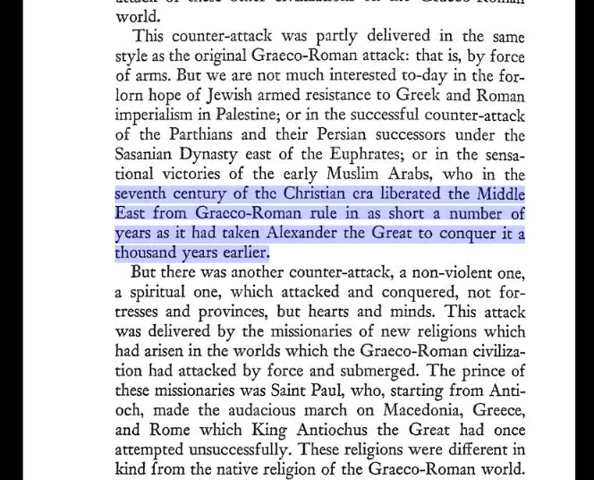 world.
This counter-attack was partly delivered in the same
style as the original Graeco-Roman attack: that is, by force
of arms. But we are not much interested to-day in the for-
lorn hope of Jewish armed resistance to Greek and Roman
imperialism in Palestine; or in the successful counter-attack
of the Parthians and their Persian successors under the
Sasanian Dynasty east of the Euphrates; or in the sensa-
tional victories of the early Muslim Arabs, who in the
seventh century of the Christian era liberated the Middle
East from Graeco-Roman rule in as short a number of
years as it had taken Alexander the Great to conquer it a
thousand years earlier.
But there was another counter-attack, a non-violent one,
a spiritual one, which attacked and conquered, not for-
tresses and provinces, but hearts and minds. This attack
was delivered by the missionaries of new religions which
had arisen in the worlds which the Graeco-Roman civiliza-
tion had attacked by force and submerged. The prince of
these missionaries was Saint Paul, who, starting from Anti-
och, made the audacious march on Macedonia, Greece,
and Rome which King Antiochus the Great had once
attempted unsuccessfully. These religions were different in
kind from the native religion of the Graeco-Roman world.